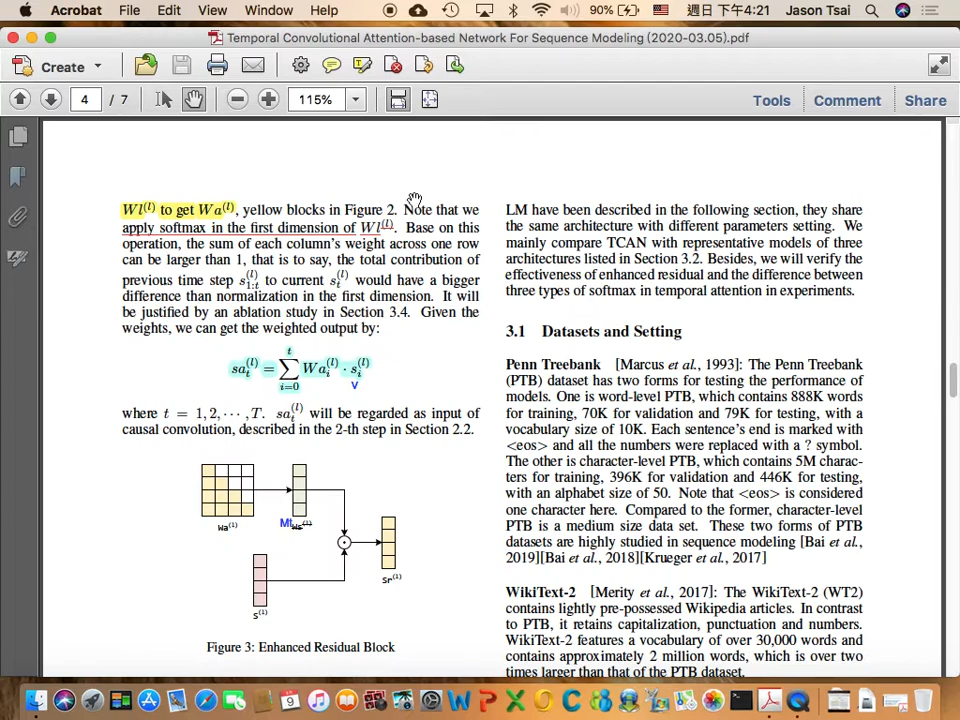 Acrobat File Edit View Window Help 90% 週日 下午4:21 Jason Tsai
Temporal Convolutional Attention-based Network For Sequence Modeling (2020-03.05).pdf
Create
4 / 7 115% Tools Comment Share
Wl(l) to get Wa(l), yellow blocks in Figure 2. Note that we
apply softmax in the first dimension of Wl(l). Base on this
operation, the sum of each column's weight across one row
can be larger than 1, that is to say, the total contribution of
previous time step s1:t(l) to current st(l) would have a bigger
difference than normalization in the first dimension. It will
be justified by an ablation study in Section 3.4. Given the
weights, we can get the weighted output by:
sat(l) = ∑i=0t Wai(l) · si(l)
V
where t = 1, 2, · · · , T. sat(l) will be regarded as input of
causal convolution, described in the 2-th step in Section 2.2.
Wa(l)
Mt
S(l)
Sr(l)
Figure 3: Enhanced Residual Block
LM have been described in the following section, they share
the same architecture with different parameters setting. We
mainly compare TCAN with representative models of three
architectures listed in Section 3.2. Besides, we will verify the
effectiveness of enhanced residual and the difference between
three types of softmax in temporal attention in experiments.
3.1 Datasets and Setting
Penn Treebank [Marcus et al., 1993]: The Penn Treebank
(PTB) dataset has two forms for testing the performance of
models. One is word-level PTB, which contains 888K words
for training, 70K for validation and 79K for testing, with a
vocabulary size of 10K. Each sentence's end is marked with
<eos> and all the numbers were replaced with a ? symbol.
The other is character-level PTB, which contains 5M charac-
ters for training, 396K for validation and 446K for testing,
with an alphabet size of 50. Note that <eos> is considered
one character here. Compared to the former, character-level
PTB is a medium size data set. These two forms of PTB
datasets are highly studied in sequence modeling [Bai et al.,
2019][Bai et al., 2018][Krueger et al., 2017]
WikiText-2 [Merity et al., 2017]: The WikiText-2 (WT2)
contains lightly pre-possessed Wikipedia articles. In contrast
to PTB, it retains capitalization, punctuation and numbers.
WikiText-2 features a vocabulary of over 30,000 words and
contains approximately 2 million words, which is over two
times larger than that of the PTB dataset.